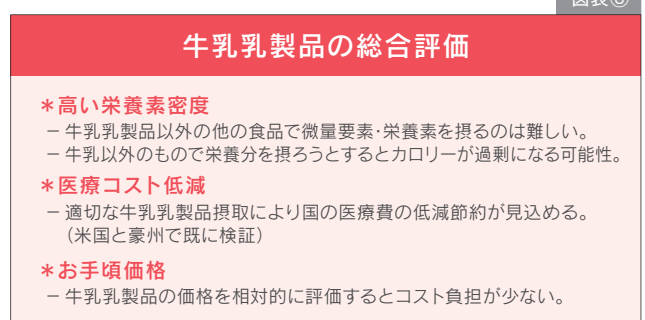 牛乳乳製品の総合評価
＊高い栄養素密度
－牛乳乳製品以外の他の食品で微量要素・栄養素を摂るのは難しい。
－牛乳以外のもので栄養分を摂ろうとするとカロリーが過剰になる可能性。
＊医療コスト低減
－適切な牛乳乳製品摂取により国の医療費の低減節約が見込める。
（米国と豪州で既に検証）
＊お手頃価格
－牛乳乳製品の価格を相対的に評価するとコスト負担が少ない。